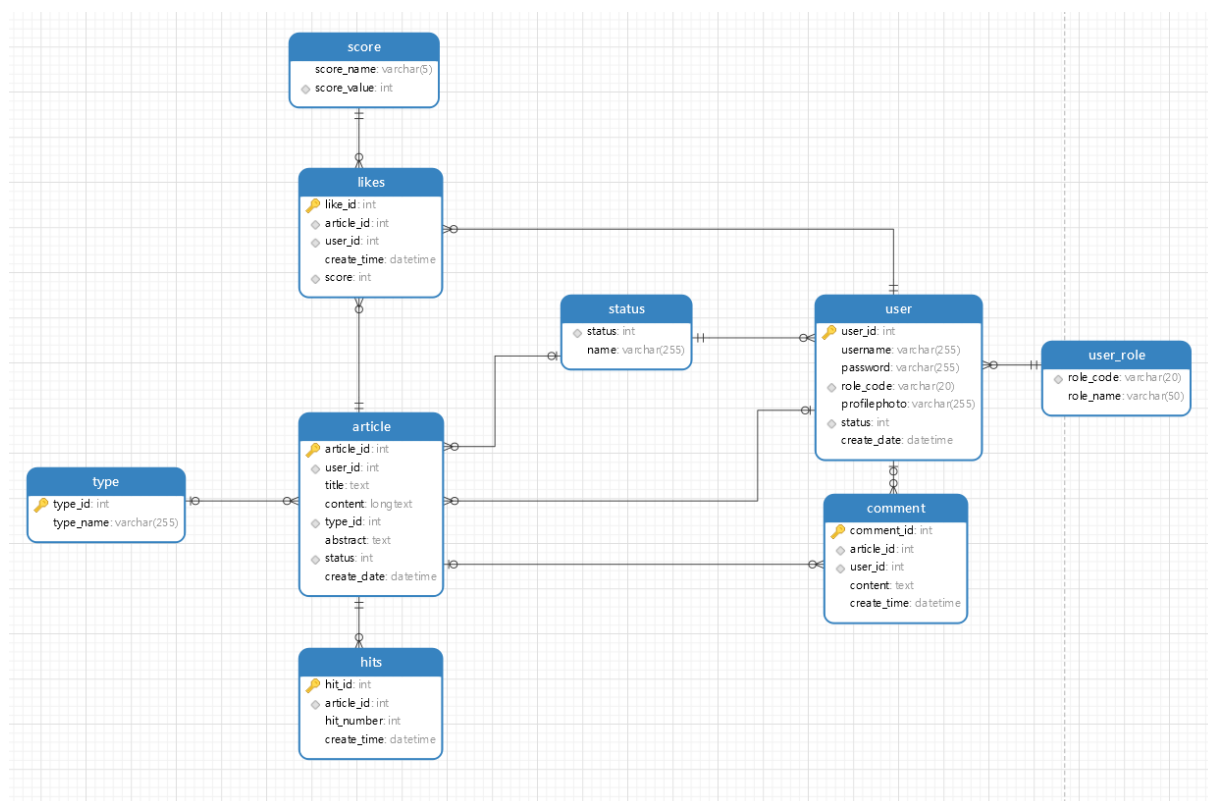 score
score_name: varchar(5)
score_value: int
likes
like_id: int
article_id: int
user_id: int
create_time: datetime
score: int
status
status: int
name: varchar(255)
user
user_id: int
username: varchar(255)
password: varchar(255)
role_code: varchar(20)
profilephoto: varchar(255)
status: int
create_date: datetime
user_role
role_code: varchar(20)
role_name: varchar(50)
article
article_id: int
user_id: int
title: text
content: longtext
type_id: int
abstract: text
status: int
create_date: datetime
type
type_id: int
type_name: varchar(255)
comment
comment_id: int
article_id: int
user_id: int
content: text
create_time: datetime
hits
hit_id: int
article_id: int
hit_number: int
create_time: datetime